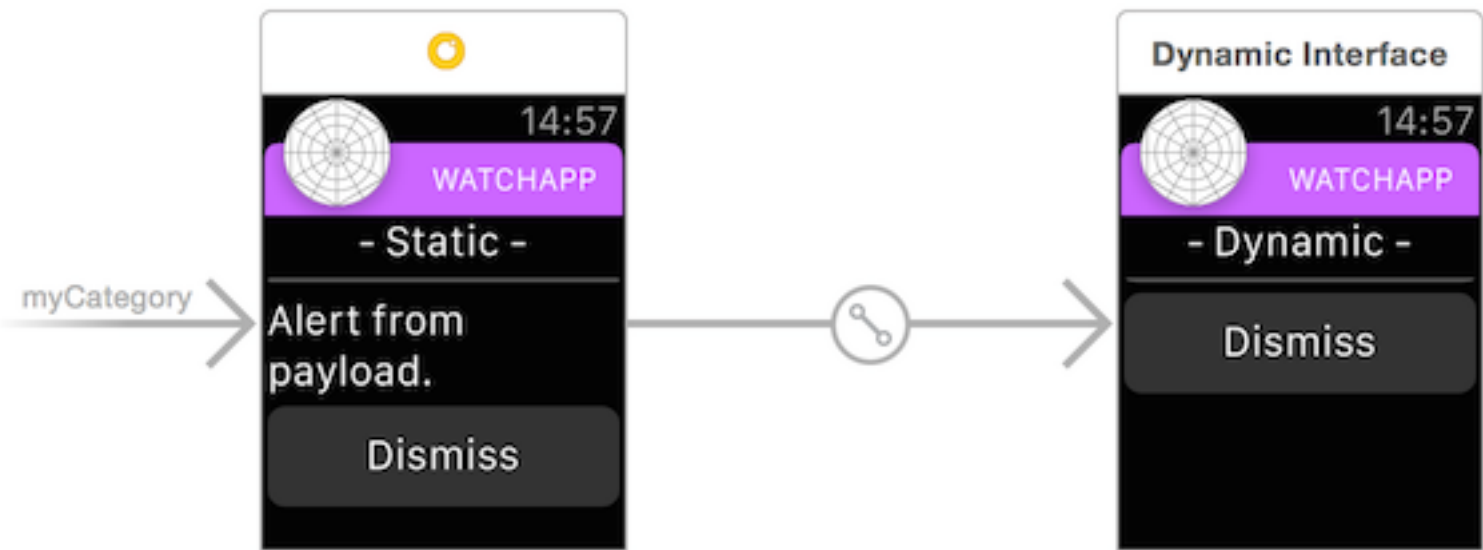 myCategory
14:57
WATCHAPP
- Static -
Alert from
payload.
Dismiss
Dynamic Interface
14:57
WATCHAPP
- Dynamic -
Dismiss